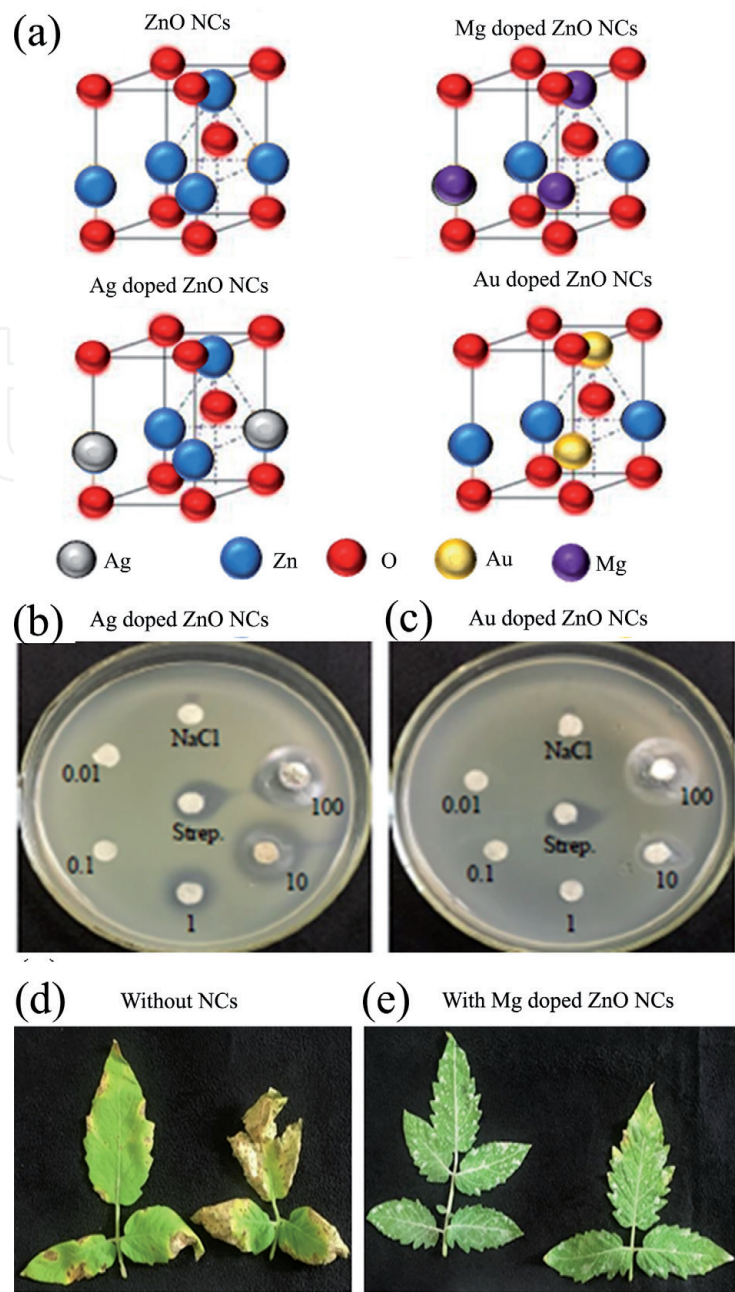 (a)
ZnO NCs
Mg doped ZnO NCs
Ag doped ZnO NCs
Au doped ZnO NCs
Ag
Zn
O
Au
Mg
(b)
Ag doped ZnO NCs
(c)
Au doped ZnO NCs
NaCl
0.01
100
Strep.
0.1
10
1
NaCl
0.01
100
Strep.
0.1
10
1
(d)
Without NCs
(e)
With Mg doped ZnO NCs